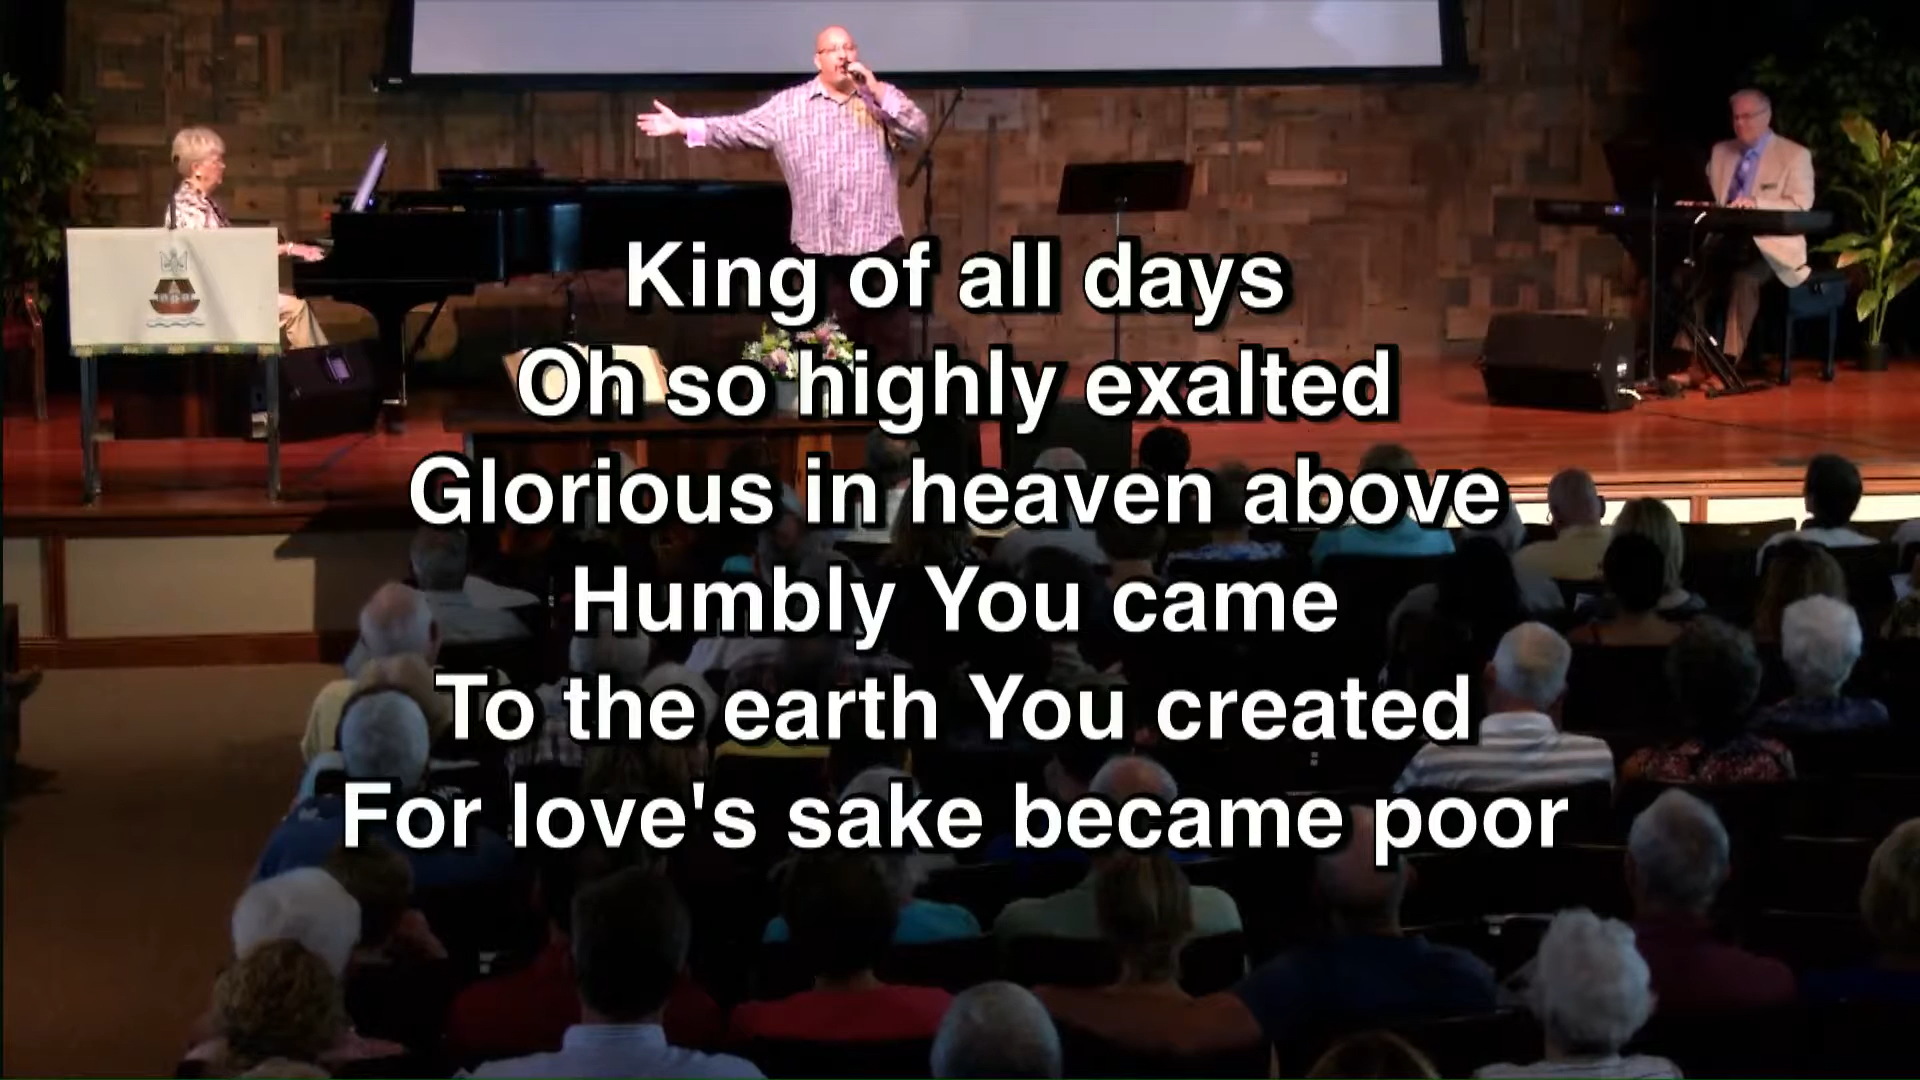 King of all days
Oh so highly exalted
Glorious in heaven above
Humbly You came
To the earth You created
For love's sake became poor